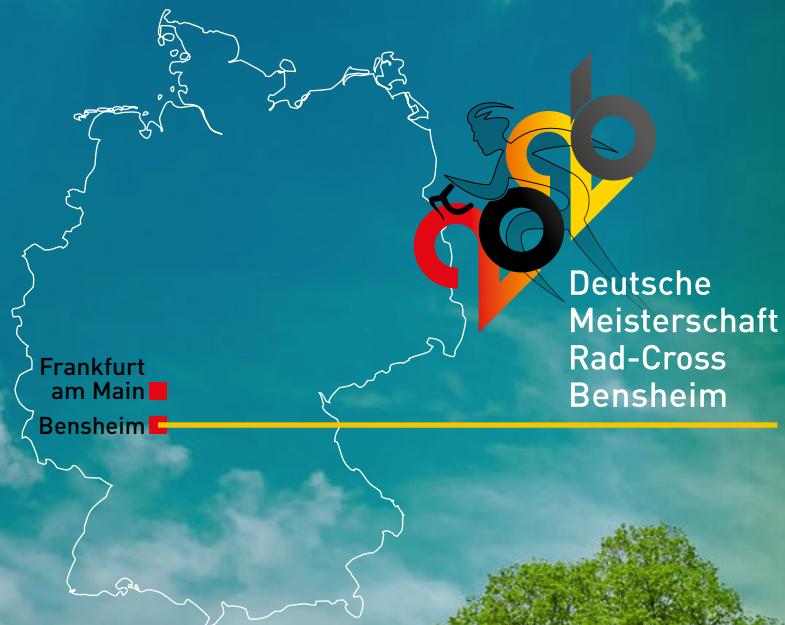 Deutsche
Meisterschaft
Rad-Cross
Bensheim
Frankfurt
am Main
Bensheim